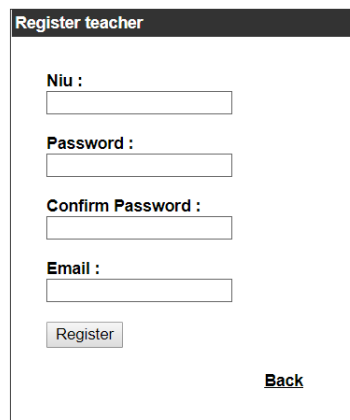 Register teacher
Niu :
Password :
Confirm Password :
Email :
Register
Back